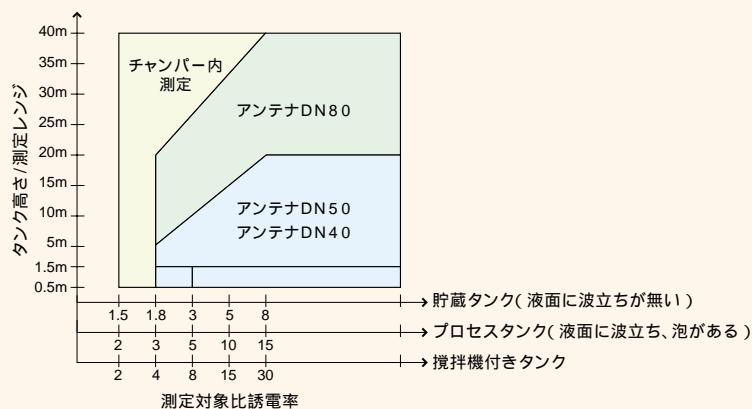 タンク高さ/測定レンジ
40m
35m
30m
25m
20m
15m
10m
5m
1.5m
0.5m
チャンバー内
測定
アンテナDN80
アンテナDN50
アンテナDN40
1.5 1.8 3 5 8
貯蔵タンク(液面に波立ちが無い)
2 3 5 10 15
プロセスタンク(液面に波立ち、泡がある)
2 4 8 15 30
撹拌機付きタンク
測定対象比誘電率